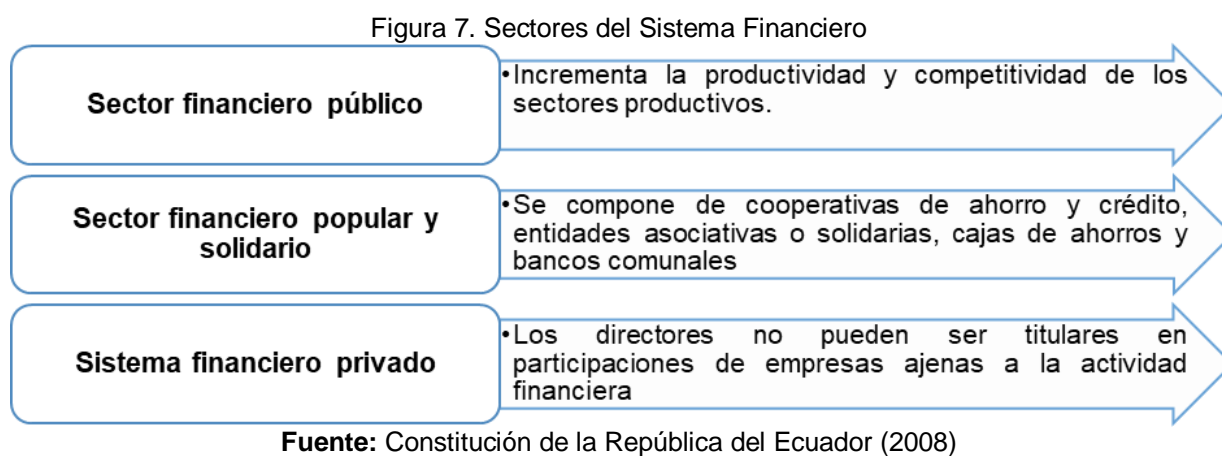 Figura 7. Sectores del Sistema Financiero
Sector financiero público
•Incrementa la productividad y competitividad de los
sectores productivos.
Sector financiero popular y
solidario
•Se compone de cooperativas de ahorro y crédito,
entidades asociativas o solidarias, cajas de ahorros y
bancos comunales
Sistema financiero privado
•Los directores no pueden ser titulares en
participaciones de empresas ajenas a la actividad
financiera
Fuente: Constitución de la República del Ecuador (2008)